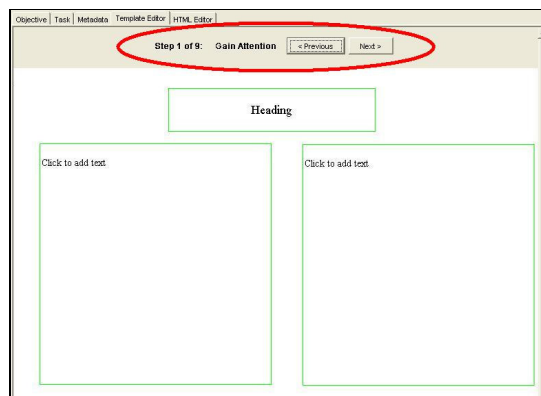 Objective Task Metadata Template Editor HTML Editor
Step 1 of 9: Gain Attention « Previous Next »
Heading
Click to add text Click to add text